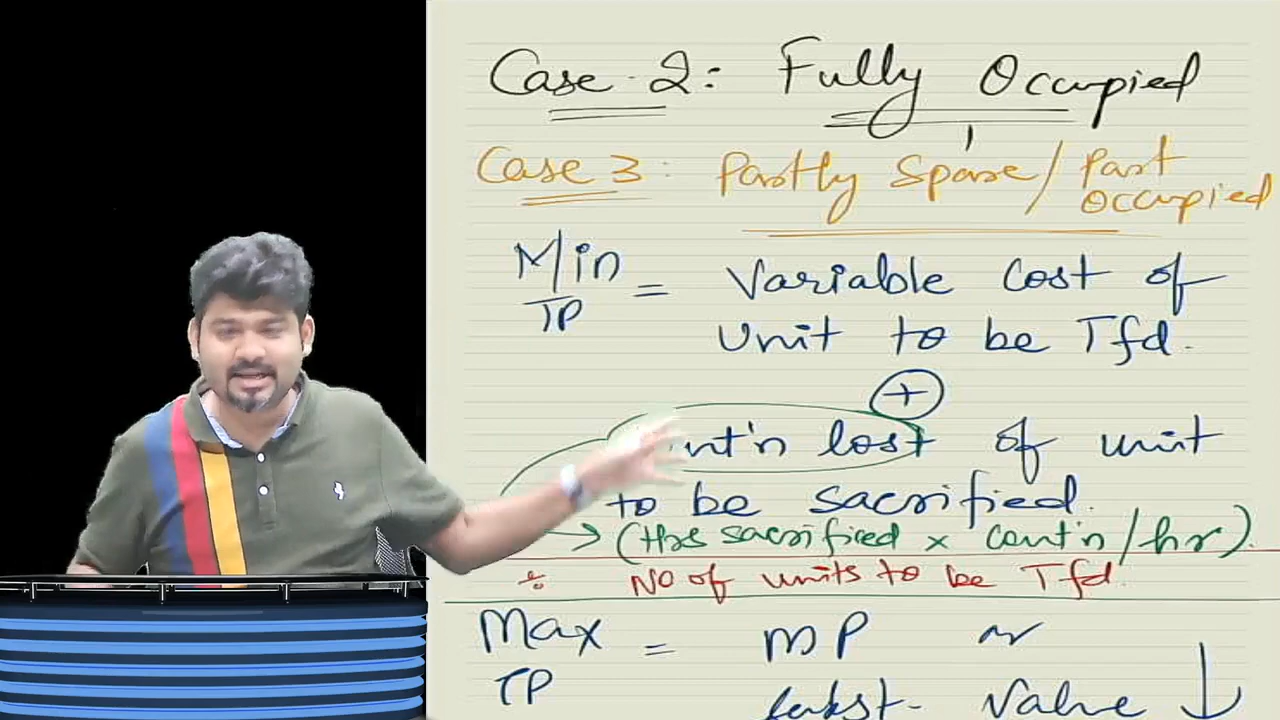 Case 2: Fully Occupied
Case 3: Partly Spare/Part Occupied
Min TP = Variable Cost of
Unit to be Tfd.
+
nt'n lost of unit
to be sacrified.
→ (Hrs sacrified x cont'n/hr).
÷ No of units to be Tfd.
Max TP = MP or
Value ↓